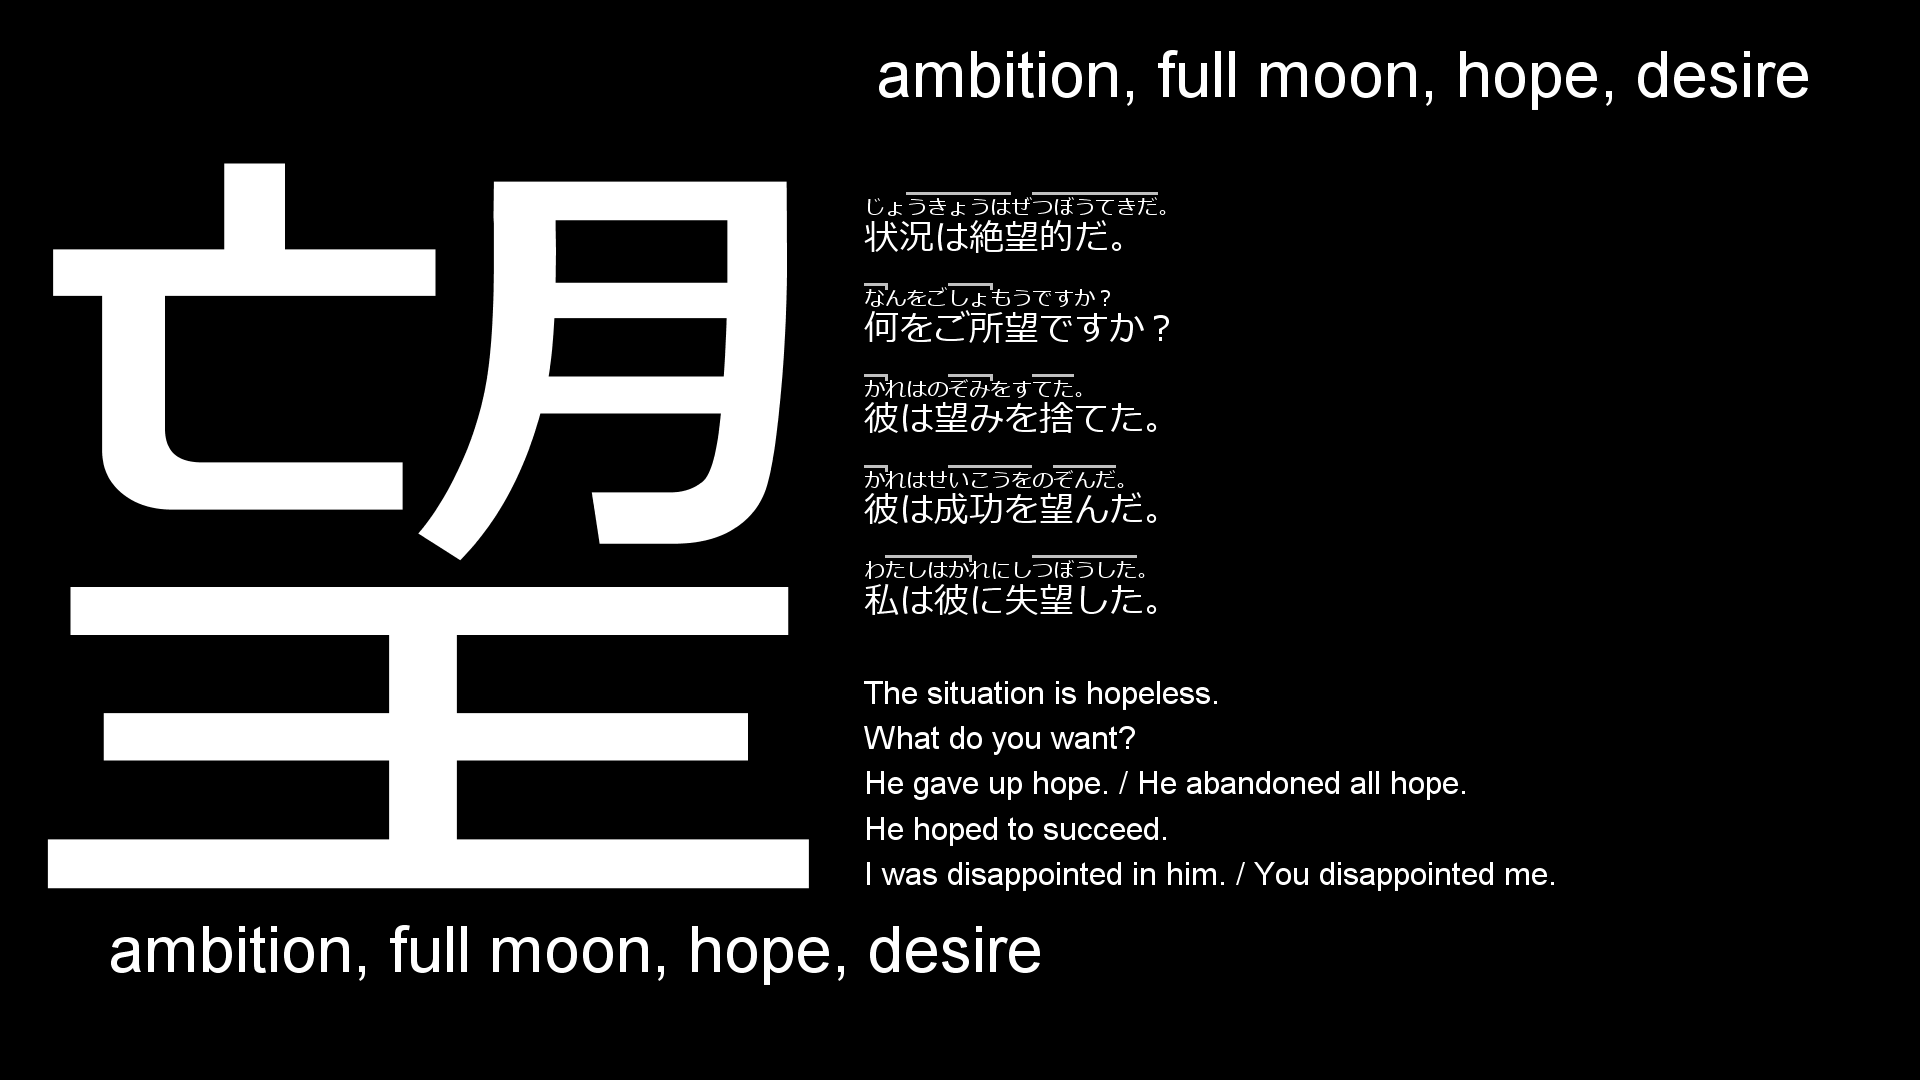 ambition, full moon, hope, desire
望
じょうきょうはぜつぼうてきだ。
状況は絶望的だ。
なんをごしょもうですか？
何をご所望ですか？
かれはのぞみをすてた。
彼は望みを捨てた。
かれはせいこうをのぞんだ。
彼は成功を望んだ。
わたしはかれにしつぼうした。
私は彼に失望した。
The situation is hopeless.
What do you want?
He gave up hope. / He abandoned all hope.
He hoped to succeed.
I was disappointed in him. / You disappointed me.
ambition, full moon, hope, desire